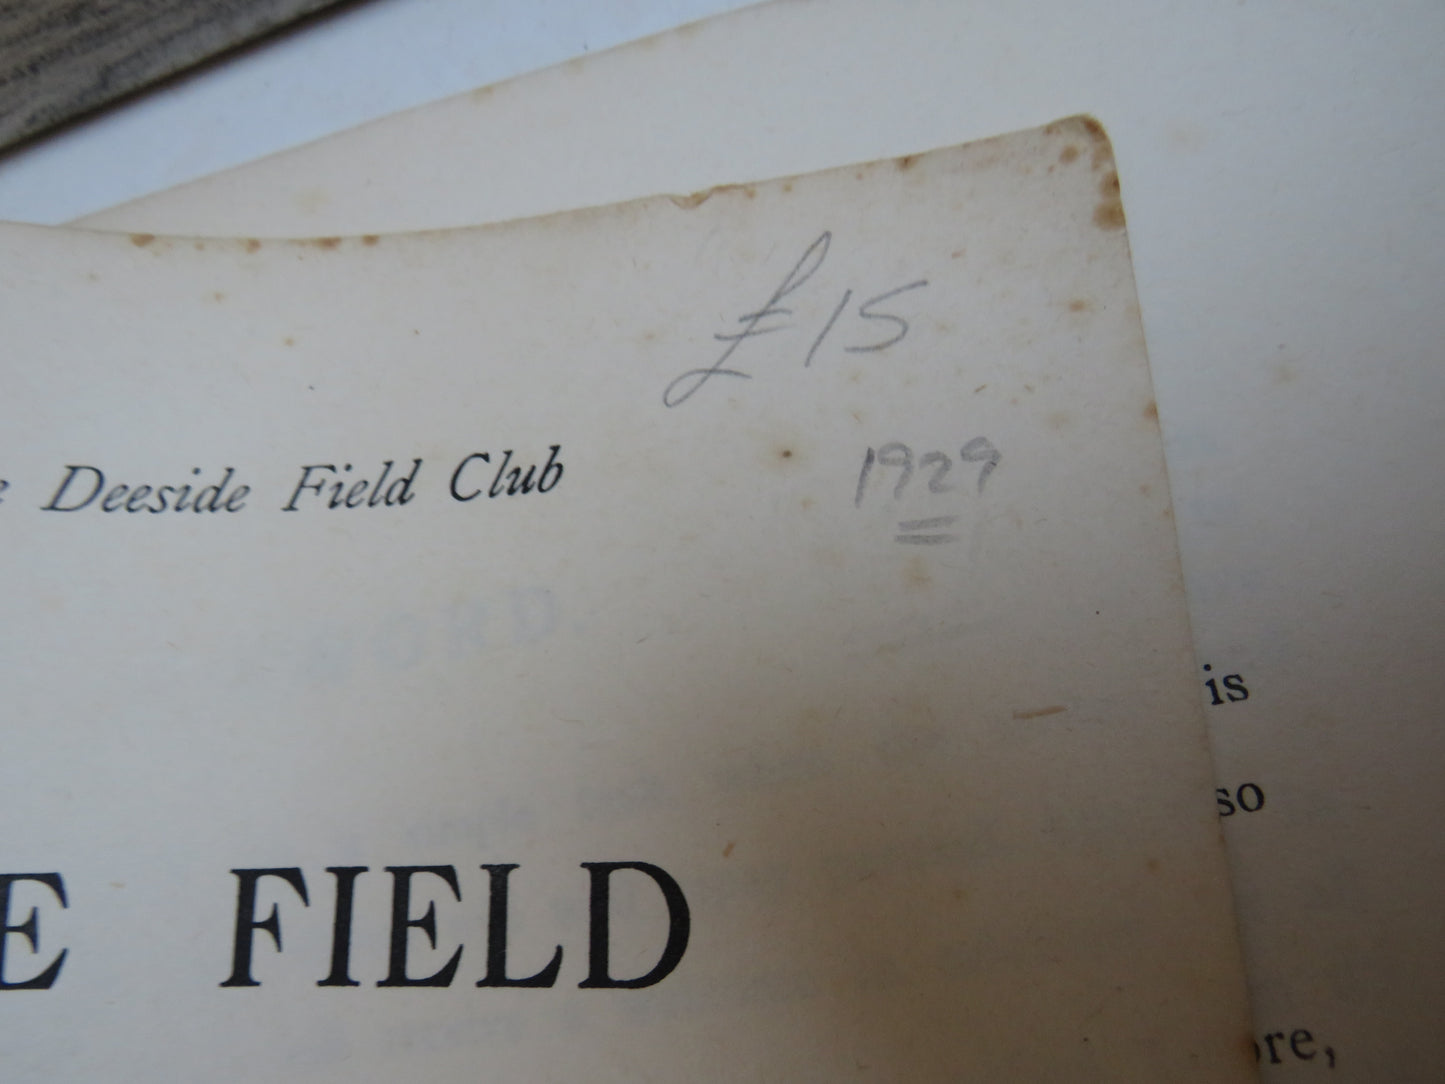 £15
Deeside Field Club
1929
is
so
E FIELD
re,